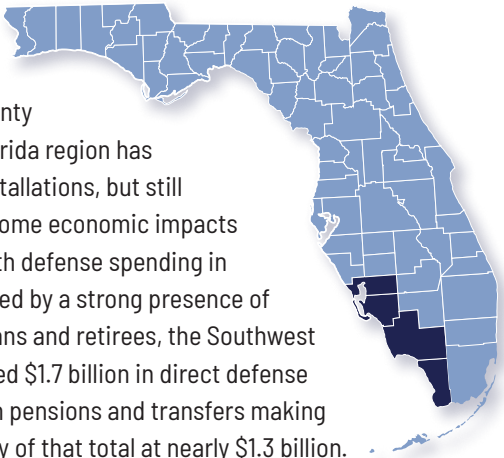 nty
rida region has
tallations, but still
ome economic impacts
th defense spending in
ed by a strong presence of
ans and retirees, the Southwest
ed $1.7 billion in direct defense
n pensions and transfers making
y of that total at nearly $1.3 billion.